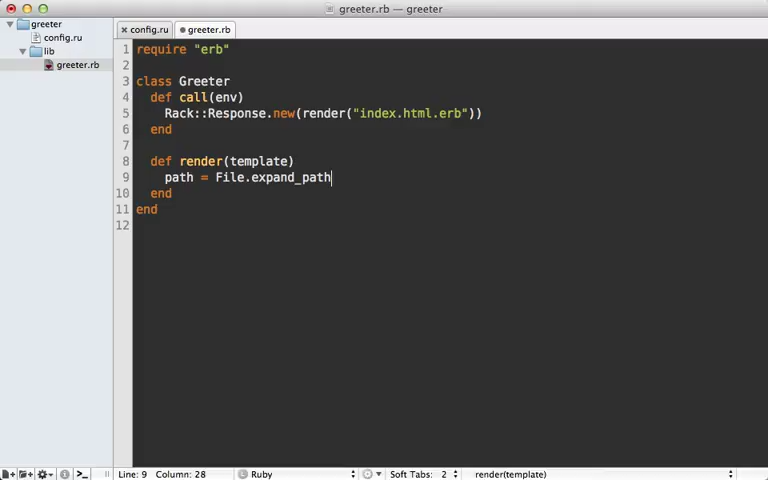 greeter.rb — greeter
greeter
config.ru
lib
greeter.rb
config.ru
greeter.rb
1 require "erb"
2
3 class Greeter
4 def call(env)
5 Rack::Response.new(render("index.html.erb"))
6 end
7
8 def render(template)
9 path = File.expand_path
10 end
11 end
12
Line: 9 Column: 28
L Ruby
Soft Tabs: 2
render(template)